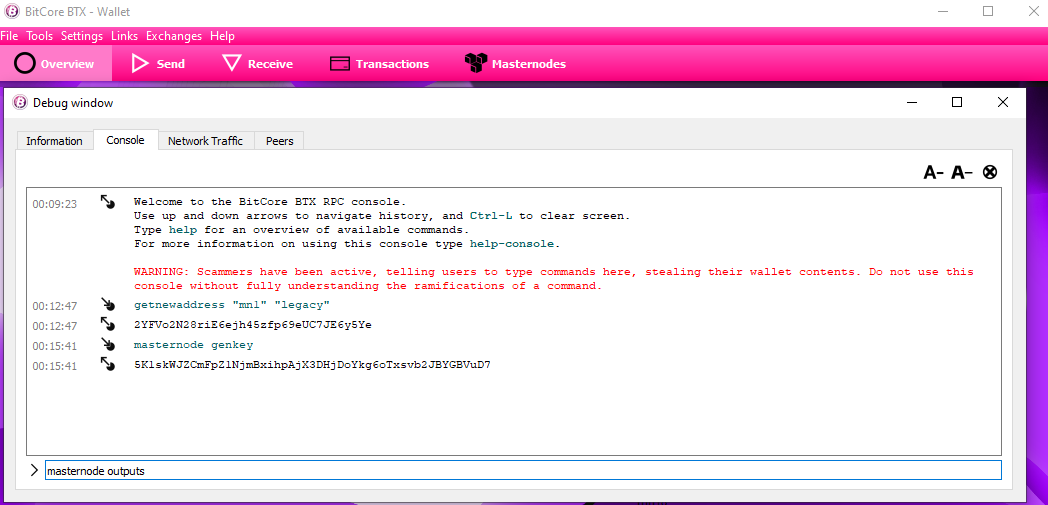 BitCore BTX - Wallet
File Tools Settings Links Exchanges Help
Overview Send Receive Transactions Masternodes
Debug window
Information Console Network Traffic Peers
A- A-
00:09:23 Welcome to the BitCore BTX RPC console.
Use up and down arrows to navigate history, and Ctrl-L to clear screen.
Type help for an overview of available commands.
For more information on using this console type help-console.
WARNING: Scammers have been active, telling users to type commands here, stealing their wallet contents. Do not use this
console without fully understanding the ramifications of a command.
00:12:47 getnewaddress "mn1" "legacy"
00:12:47 2YFVo2N28riE6ejh45zfp69eUC7JE6y5Ye
00:15:41 masternode genkey
00:15:41 5KlskWJZCmFpZlNjmBxihpAjX3DHjDoYkg6oTxsvb2JBYGBVuD7
> masternode outputs